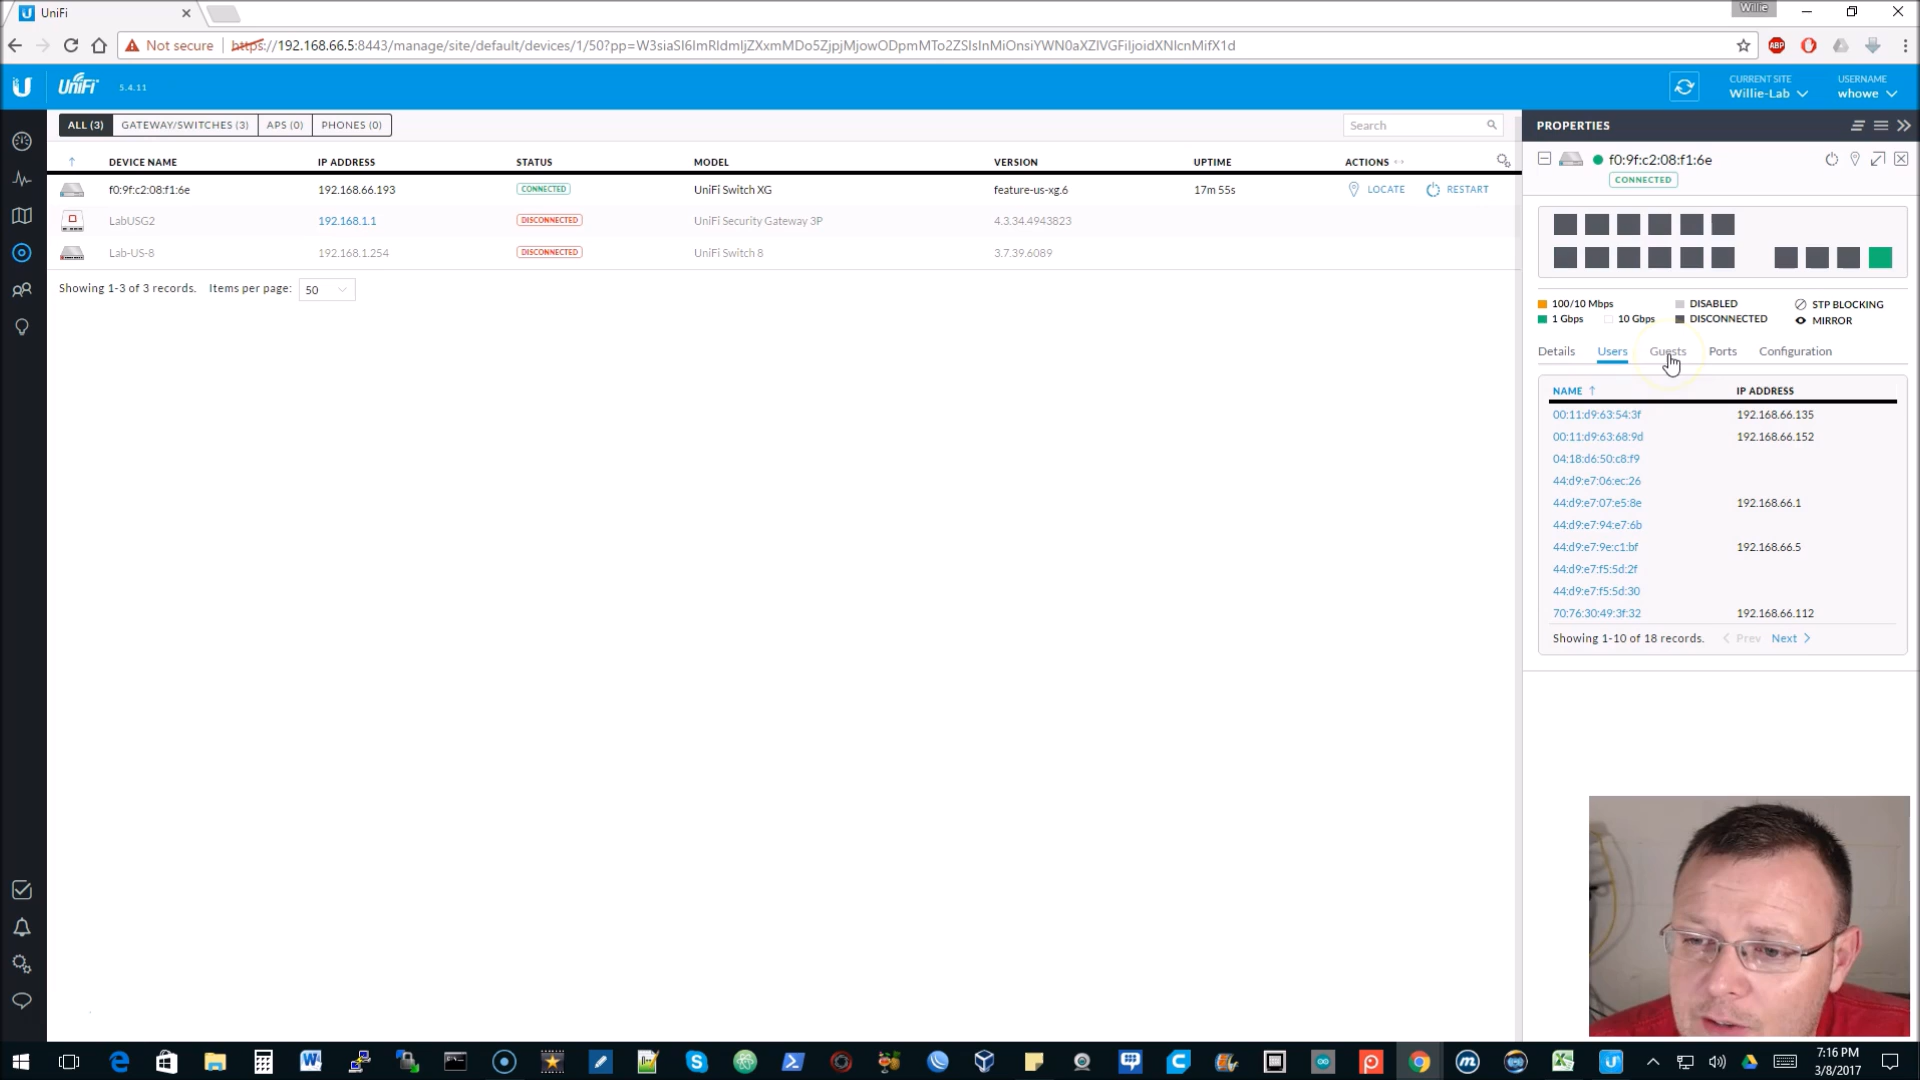 UniFi
Willie
Not secure
https://192.168.66.5:8443/manage/site/default/devices/1/50?pp=W3siaSI6ImRldmljZXxmMDo5ZjpjMjowODpmMTo2ZSIsInMiOnsiYWN0aXZlVGFiIjoidXNlcnMifX1d
ABP
UniFi 5.4.11
CURRENT SITE
Willie-Lab
USERNAME
whowe
ALL (3) GATEWAY/SWITCHES (3) APS (0) PHONES (0)
Search
DEVICE NAME IP ADDRESS STATUS MODEL VERSION UPTIME ACTIONS
f0:9f:c2:08:f1:6e 192.168.66.193 CONNECTED UniFi Switch XG feature-us-xg.6 17m 55s LOCATE RESTART
LabUSG2 192.168.1.1 DISCONNECTED UniFi Security Gateway 3P 4.3.34.4943823
Lab-US-8 192.168.1.254 DISCONNECTED UniFi Switch 8 3.7.39.6089
Showing 1-3 of 3 records. Items per page: 50
PROPERTIES
f0:9f:c2:08:f1:6e
CONNECTED
100/10 Mbps DISABLED STP BLOCKING
1 Gbps 10 Gbps DISCONNECTED MIRROR
Details Users Guests Ports Configuration
NAME IP ADDRESS
00:11:d9:63:54:3f 192.168.66.135
00:11:d9:63:68:9d 192.168.66.152
04:18:d6:50:c8:f9
44:d9:e7:06:ec:26
44:d9:e7:07:e5:8e 192.168.66.1
44:d9:e7:94:e7:6b
44:d9:e7:9e:c1:bf 192.168.66.5
44:d9:e7:f5:5d:2f
44:d9:e7:f5:5d:30
70:76:30:49:3f:32 192.168.66.112
Showing 1-10 of 18 records. Prev Next
7:16 PM
3/8/2017